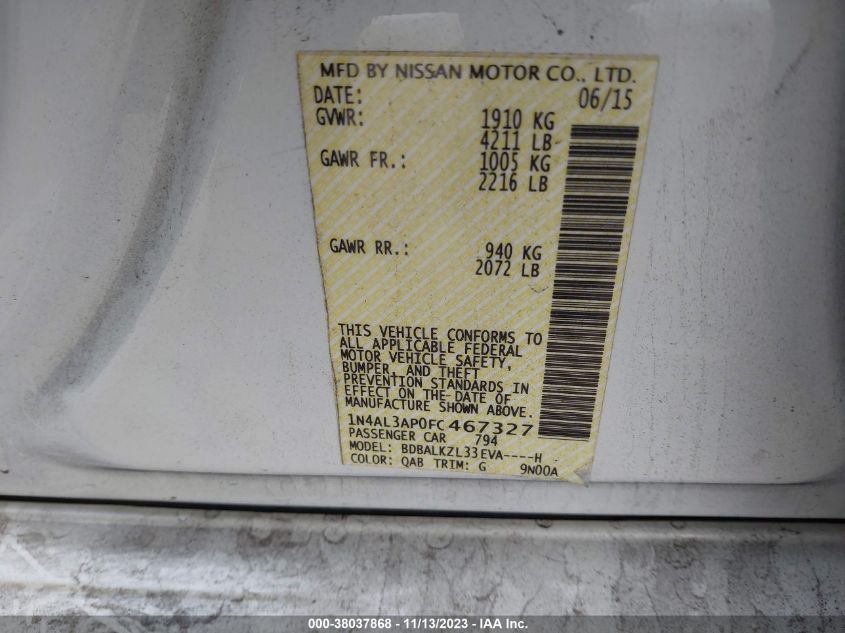 MFD BY NISSAN MOTOR CO., LTD.
DATE: 06/15
GVWR: 1910 KG
4211 LB
GAWR FR.: 1005 KG
2216 LB
GAWR RR.: 940 KG
2072 LB
THIS VEHICLE CONFORMS TO
ALL APPLICABLE FEDERAL
MOTOR VEHICLE SAFETY,
BUMPER, AND THEFT
PREVENTION STANDARDS IN
EFFECT ON THE DATE OF
MANUFACTURE SHOWN ABOVE.
1N4AL3AP0FC467327
PASSENGER CAR 794
MODEL: BDBALKZL33EVA----H
COLOR: QAB TRIM: G 9N00A
000-38037868 - 11/13/2023 - IAA Inc.